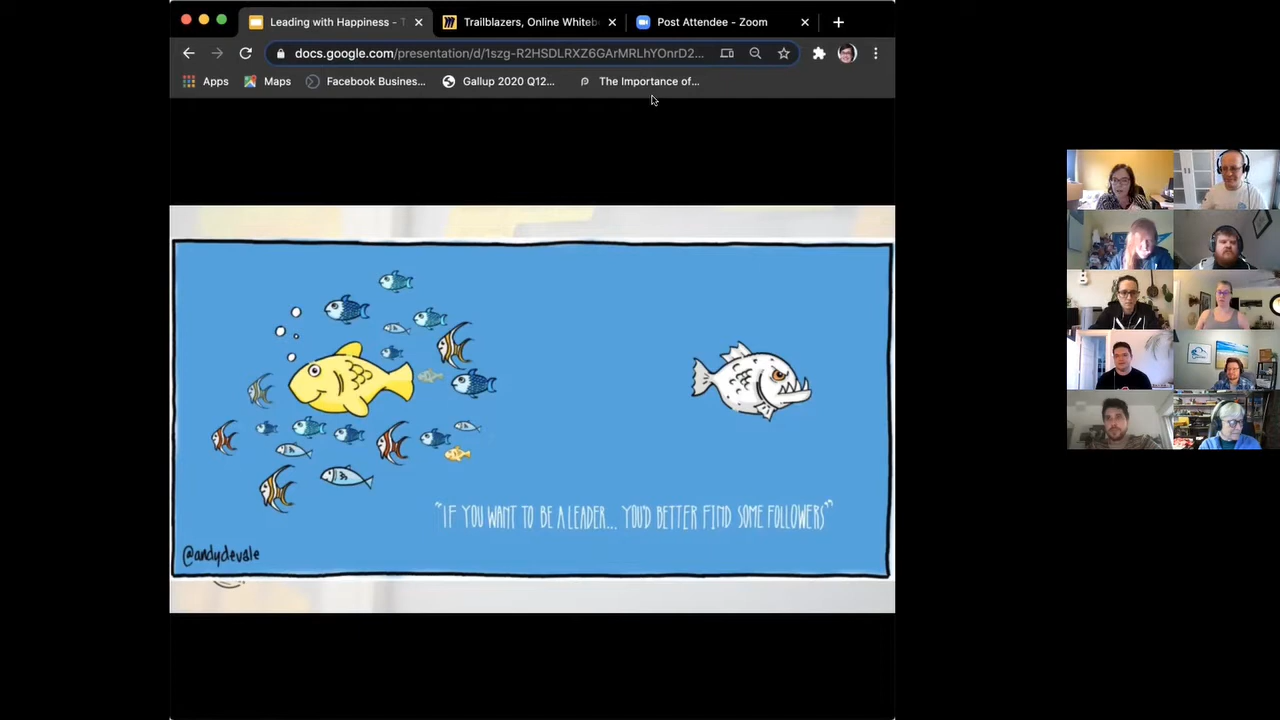 Leading with Happiness - T
Trailblazers, Online Whitebo
Post Attendee - Zoom
docs.google.com/presentation/d/1szg-R2HSDLRXZ6GArMRLhYOnrD2...
Apps
Maps
Facebook Busines...
Gallup 2020 Q12...
The Importance of...
"IF YOU WANT TO BE A LEADER... YOU'D BETTER FIND SOME FOLLOWERS"
@andydevale